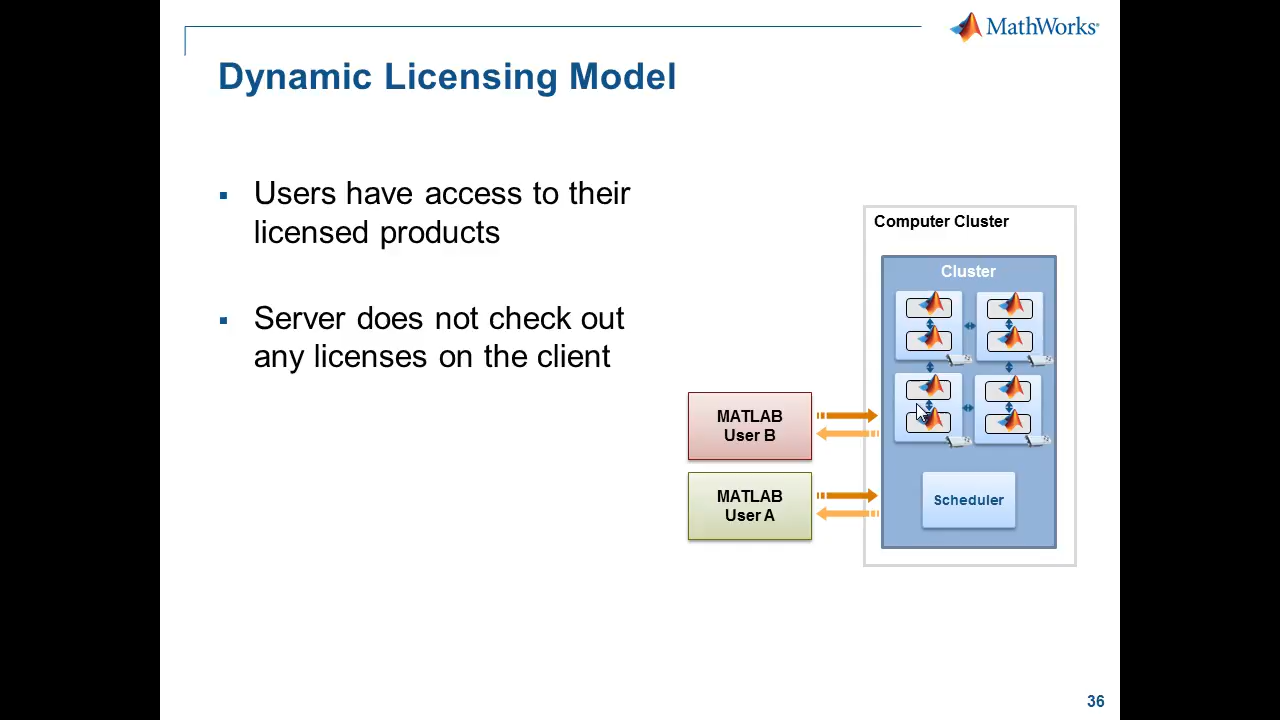 MathWorks®
Dynamic Licensing Model
Users have access to their
licensed products
Server does not check out
any licenses on the client
Computer Cluster
Cluster
MATLAB
User B
MATLAB
User A
Scheduler
36